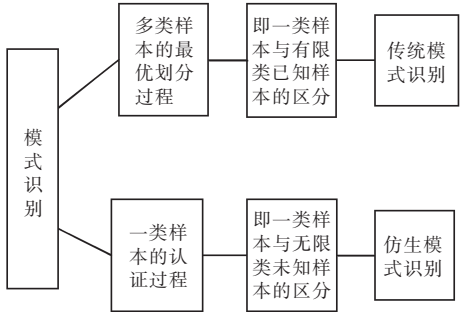 模
式
识
别
多类样
本的最
优划分
过程
即一类样
本与有限
类已知样
本的区分
传统模
式识别
一类样
本的认
证过程
即一类样
本与无限
类未知样
本的区分
仿生模
式识别